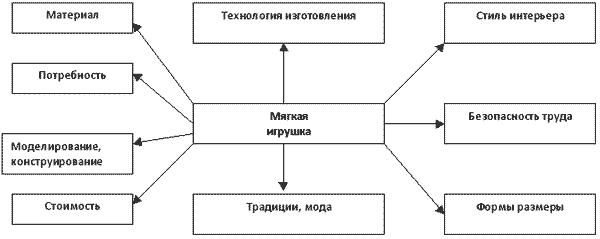 Материал
Технология изготовления
Стиль интерьера
Потребность
Мягкая
игрушка
Безопасность труда
Моделирование,
конструирование
Стоимость
Традиции, мода
Формы размеры